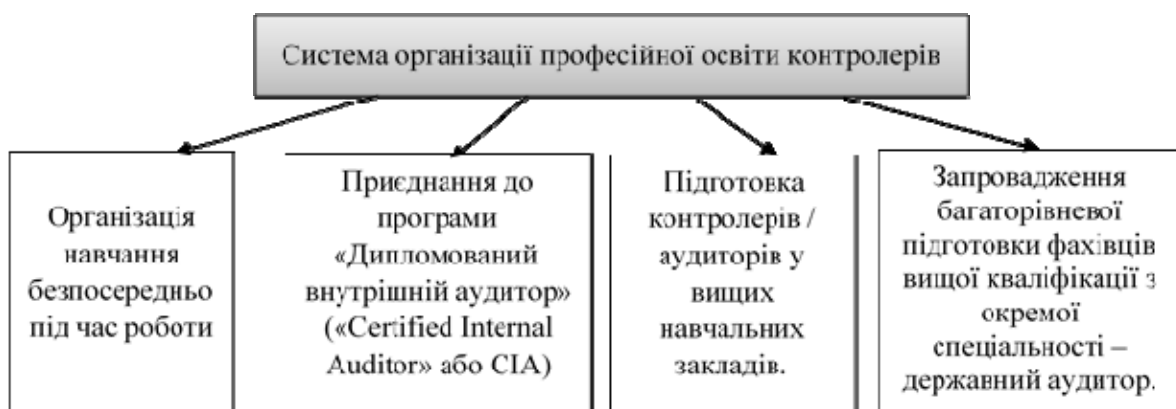 Система організації професійної освіти контролерів
Організація
навчання
безпосередньо
під час роботи
Приєднання до
програми
«Дипломований
внутрішній аудитор»
(«Certified Internal
Auditor» або CIA)
Підготовка
контролерів /
аудиторів у
вищих
навчальних
закладів.
Запровадження
багаторівневої
підготовки фахівців
вищої кваліфікації з
окремої
спеціальності –
державний аудитор.